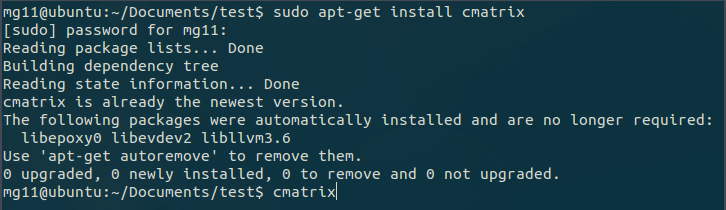 mg11@ubuntu:~/Documents/test$ sudo apt-get install cmatrix
[sudo] password for mg11:
Reading package lists... Done
Building dependency tree
Reading state information... Done
cmatrix is already the newest version.
The following packages were automatically installed and are no longer required:
  libepoxy0 libevdev2 libllvm3.6
Use 'apt-get autoremove' to remove them.
0 upgraded, 0 newly installed, 0 to remove and 0 not upgraded.
mg11@ubuntu:~/Documents/test$ cmatrix